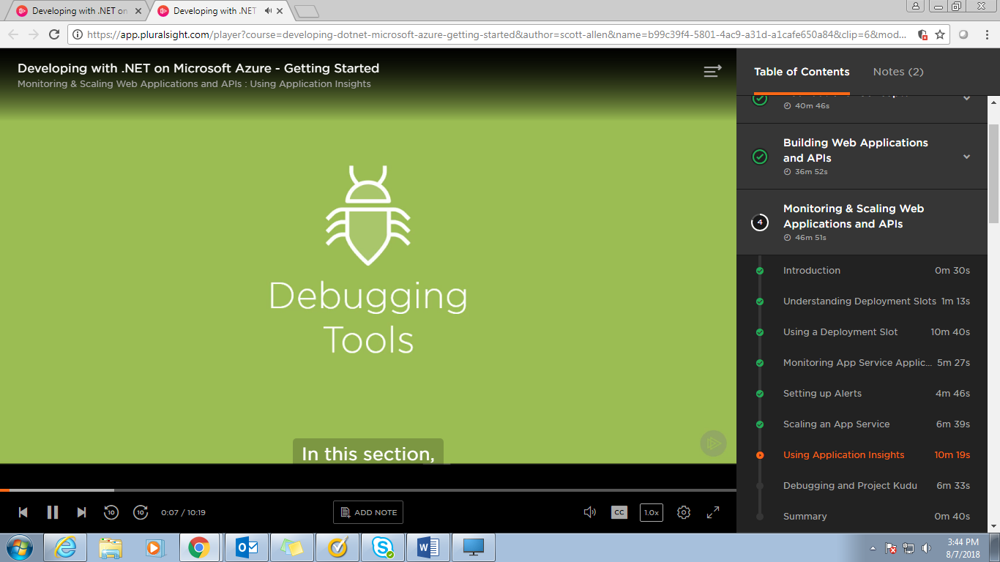 Developing with .NET on
Developing with .NET
https://app.pluralsight.com/player?course=developing-dotnet-microsoft-azure-getting-started&author=scott-allen&name=b99c39f4-5801-4ac9-a31d-a1cafe650a84&clip=6&mod...
Developing with .NET on Microsoft Azure - Getting Started
Monitoring & Scaling Web Applications and APIs : Using Application Insights
Debugging
Tools
In this section,
10
10
0:07 / 10:19
ADD NOTE
CC
1.0x
Table of Contents
Notes (2)
40m 46s
Building Web Applications
and APIs
36m 52s
4
Monitoring & Scaling Web
Applications and APIs
46m 51s
Introduction 0m 30s
Understanding Deployment Slots 1m 13s
Using a Deployment Slot 10m 40s
Monitoring App Service Applic... 5m 27s
Setting up Alerts 4m 46s
Scaling an App Service 6m 39s
Using Application Insights 10m 19s
Debugging and Project Kudu 6m 33s
Summary 0m 40s
3:44 PM
8/7/2018